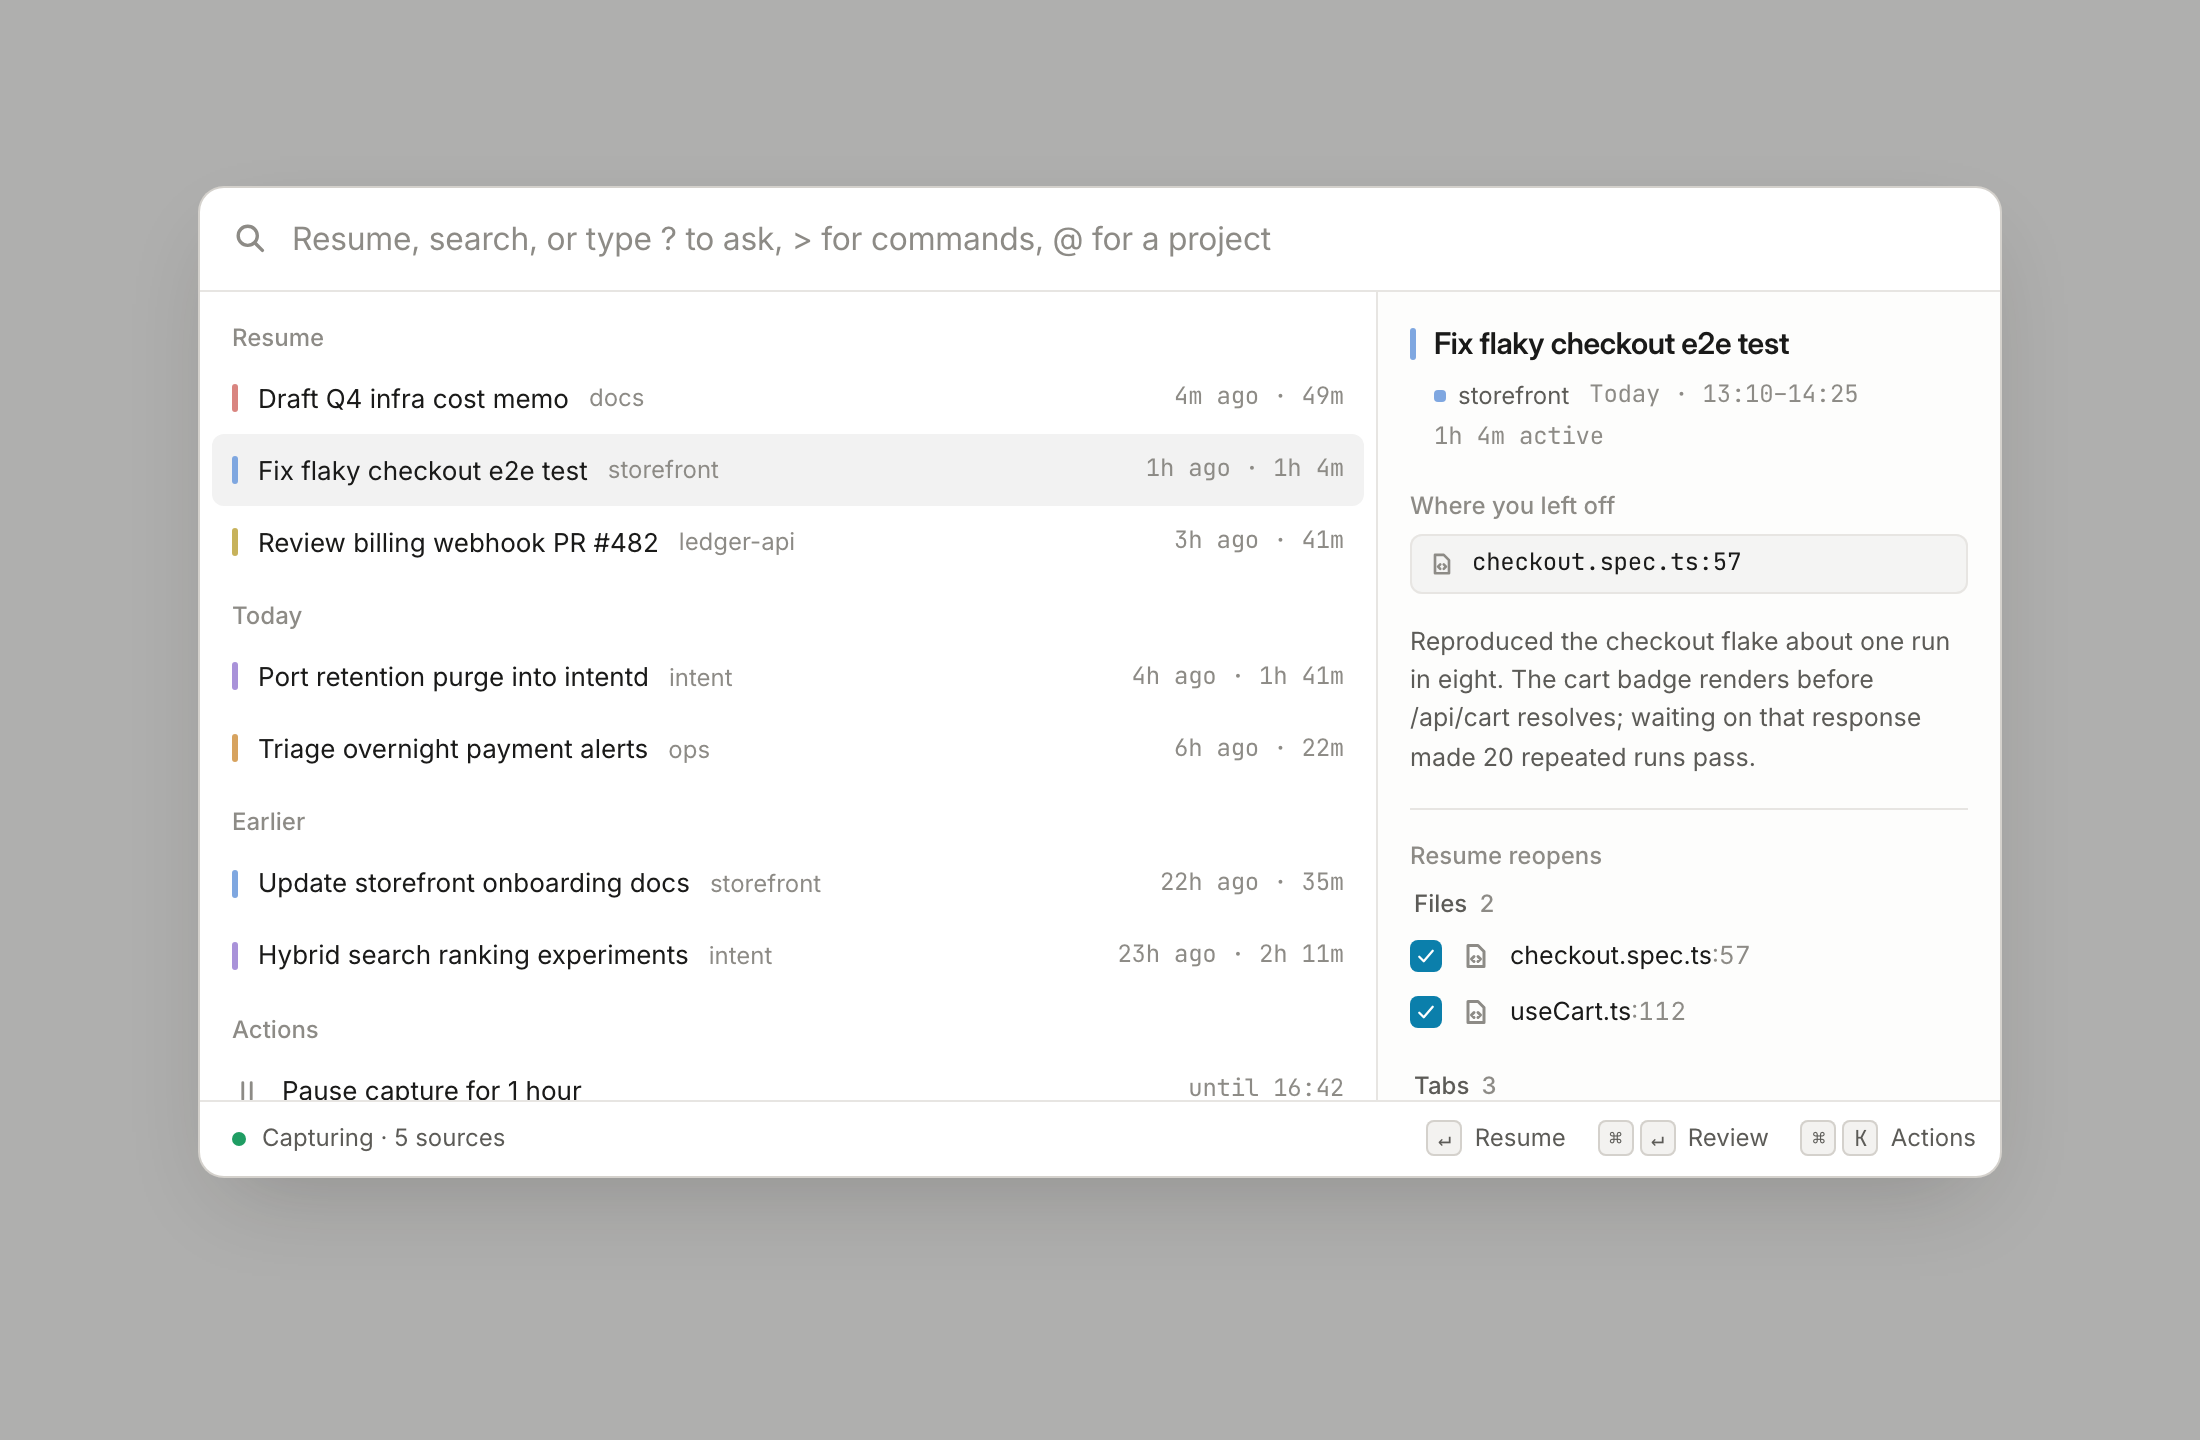 Resume, search, or type ? to ask, > for commands, @ for a project
Resume
Draft Q4 infra cost memo docs 4m ago · 49m
Fix flaky checkout e2e test storefront 1h ago · 1h 4m
Review billing webhook PR #482 ledger-api 3h ago · 41m
Today
Port retention purge into intentd intent 4h ago · 1h 41m
Triage overnight payment alerts ops 6h ago · 22m
Earlier
Update storefront onboarding docs storefront 22h ago · 35m
Hybrid search ranking experiments intent 23h ago · 2h 11m
Actions
Pause capture for 1 hour until 16:42
Fix flaky checkout e2e test
storefront Today · 13:10–14:25
1h 4m active
Where you left off
checkout.spec.ts:57
Reproduced the checkout flake about one run
in eight. The cart badge renders before
/api/cart resolves; waiting on that response
made 20 repeated runs pass.
Resume reopens
Files 2
checkout.spec.ts:57
useCart.ts:112
Tabs 3
Capturing · 5 sources
↵ Resume ⌘ ↵ Review ⌘ K Actions